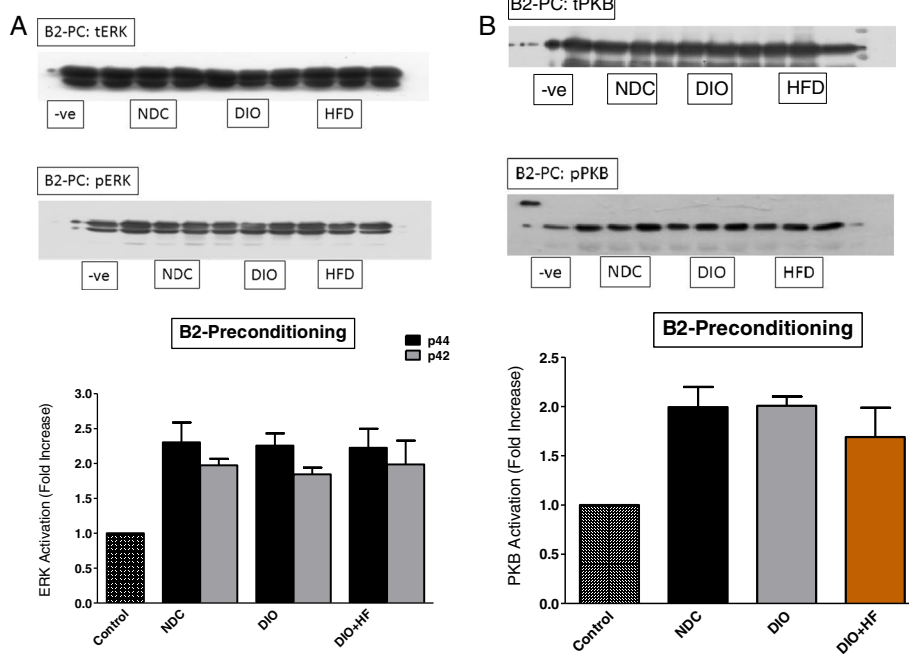 A
B2-PC: tERK
-ve
NDC
DIO
HFD
B2-PC: pERK
-ve
NDC
DIO
HFD
B2-Preconditioning
p44
p42
ERK Activation (Fold Increase)
3.0
2.5
2.0
1.5
1.0
0.5
0.0
Control
NDC
DIO
DIO+HF
B
B2-PC: tPKB
-ve
NDC
DIO
HFD
B2-PC: pPKB
-ve
NDC
DIO
HFD
B2-Preconditioning
PKB Activation (Fold Increase)
2.5
2.0
1.5
1.0
0.5
0.0
Control
NDC
DIO
DIO+HF